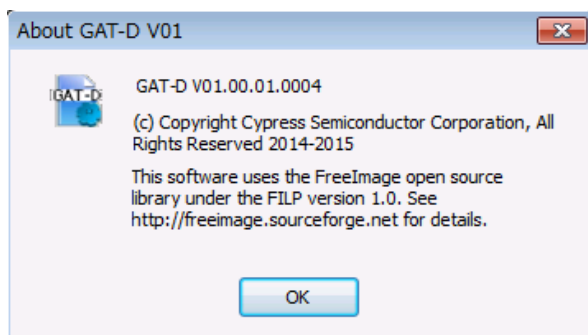 About GAT-D V01
GAT-D
GAT-D V01.00.01.0004
(c) Copyright Cypress Semiconductor Corporation, All
Rights Reserved 2014-2015
This software uses the FreeImage open source
library under the FILP version 1.0. See
http://freeimage.sourceforge.net for details.
OK